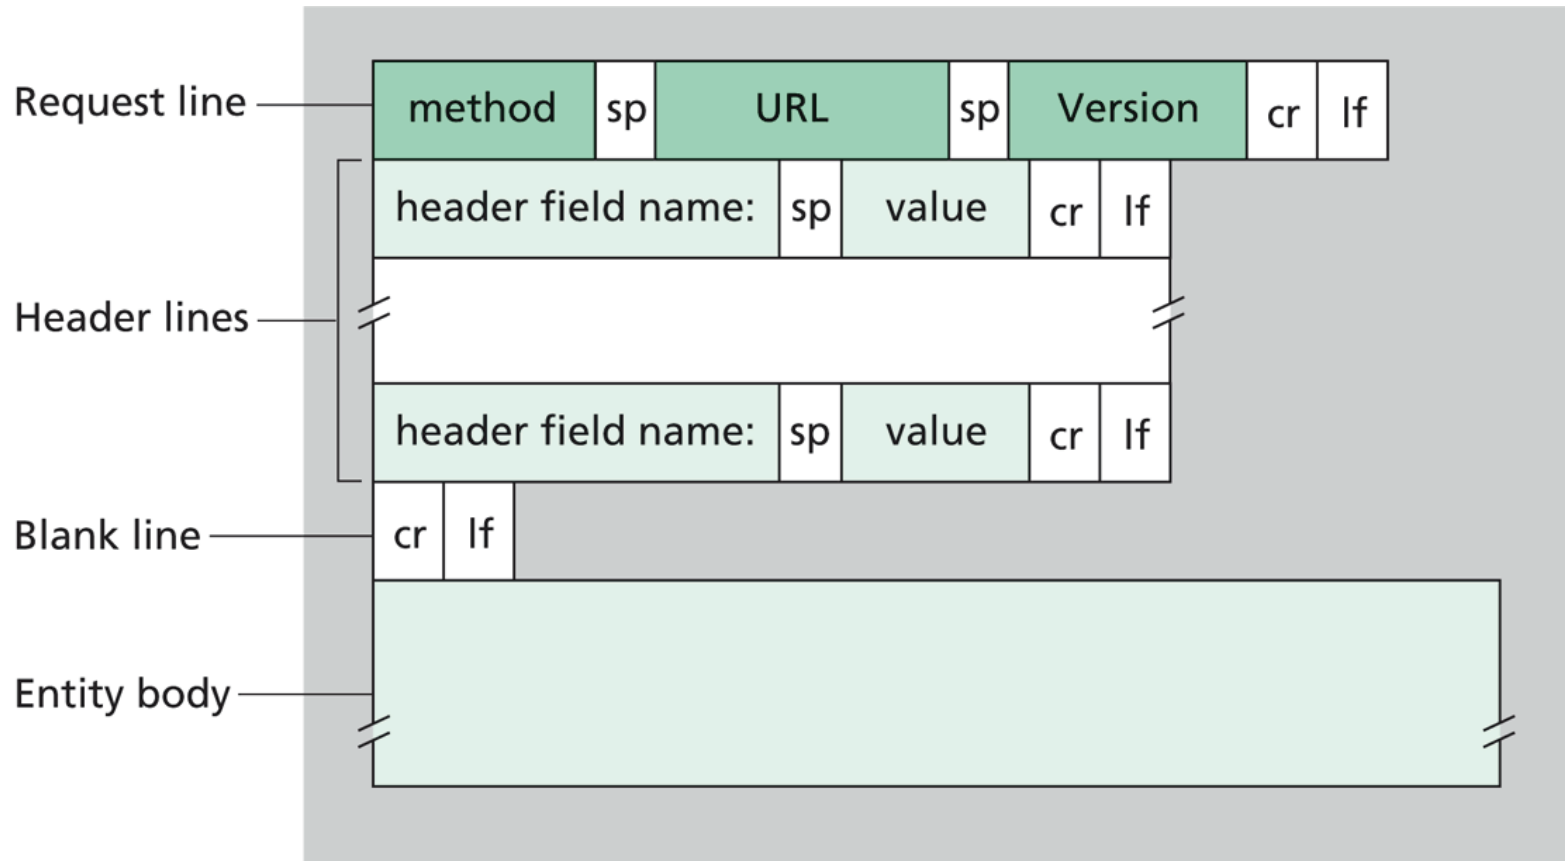 Request line method sp URL sp Version cr lf
header field name: sp value cr lf
Header lines
header field name: sp value cr lf
Blank line cr lf
Entity body